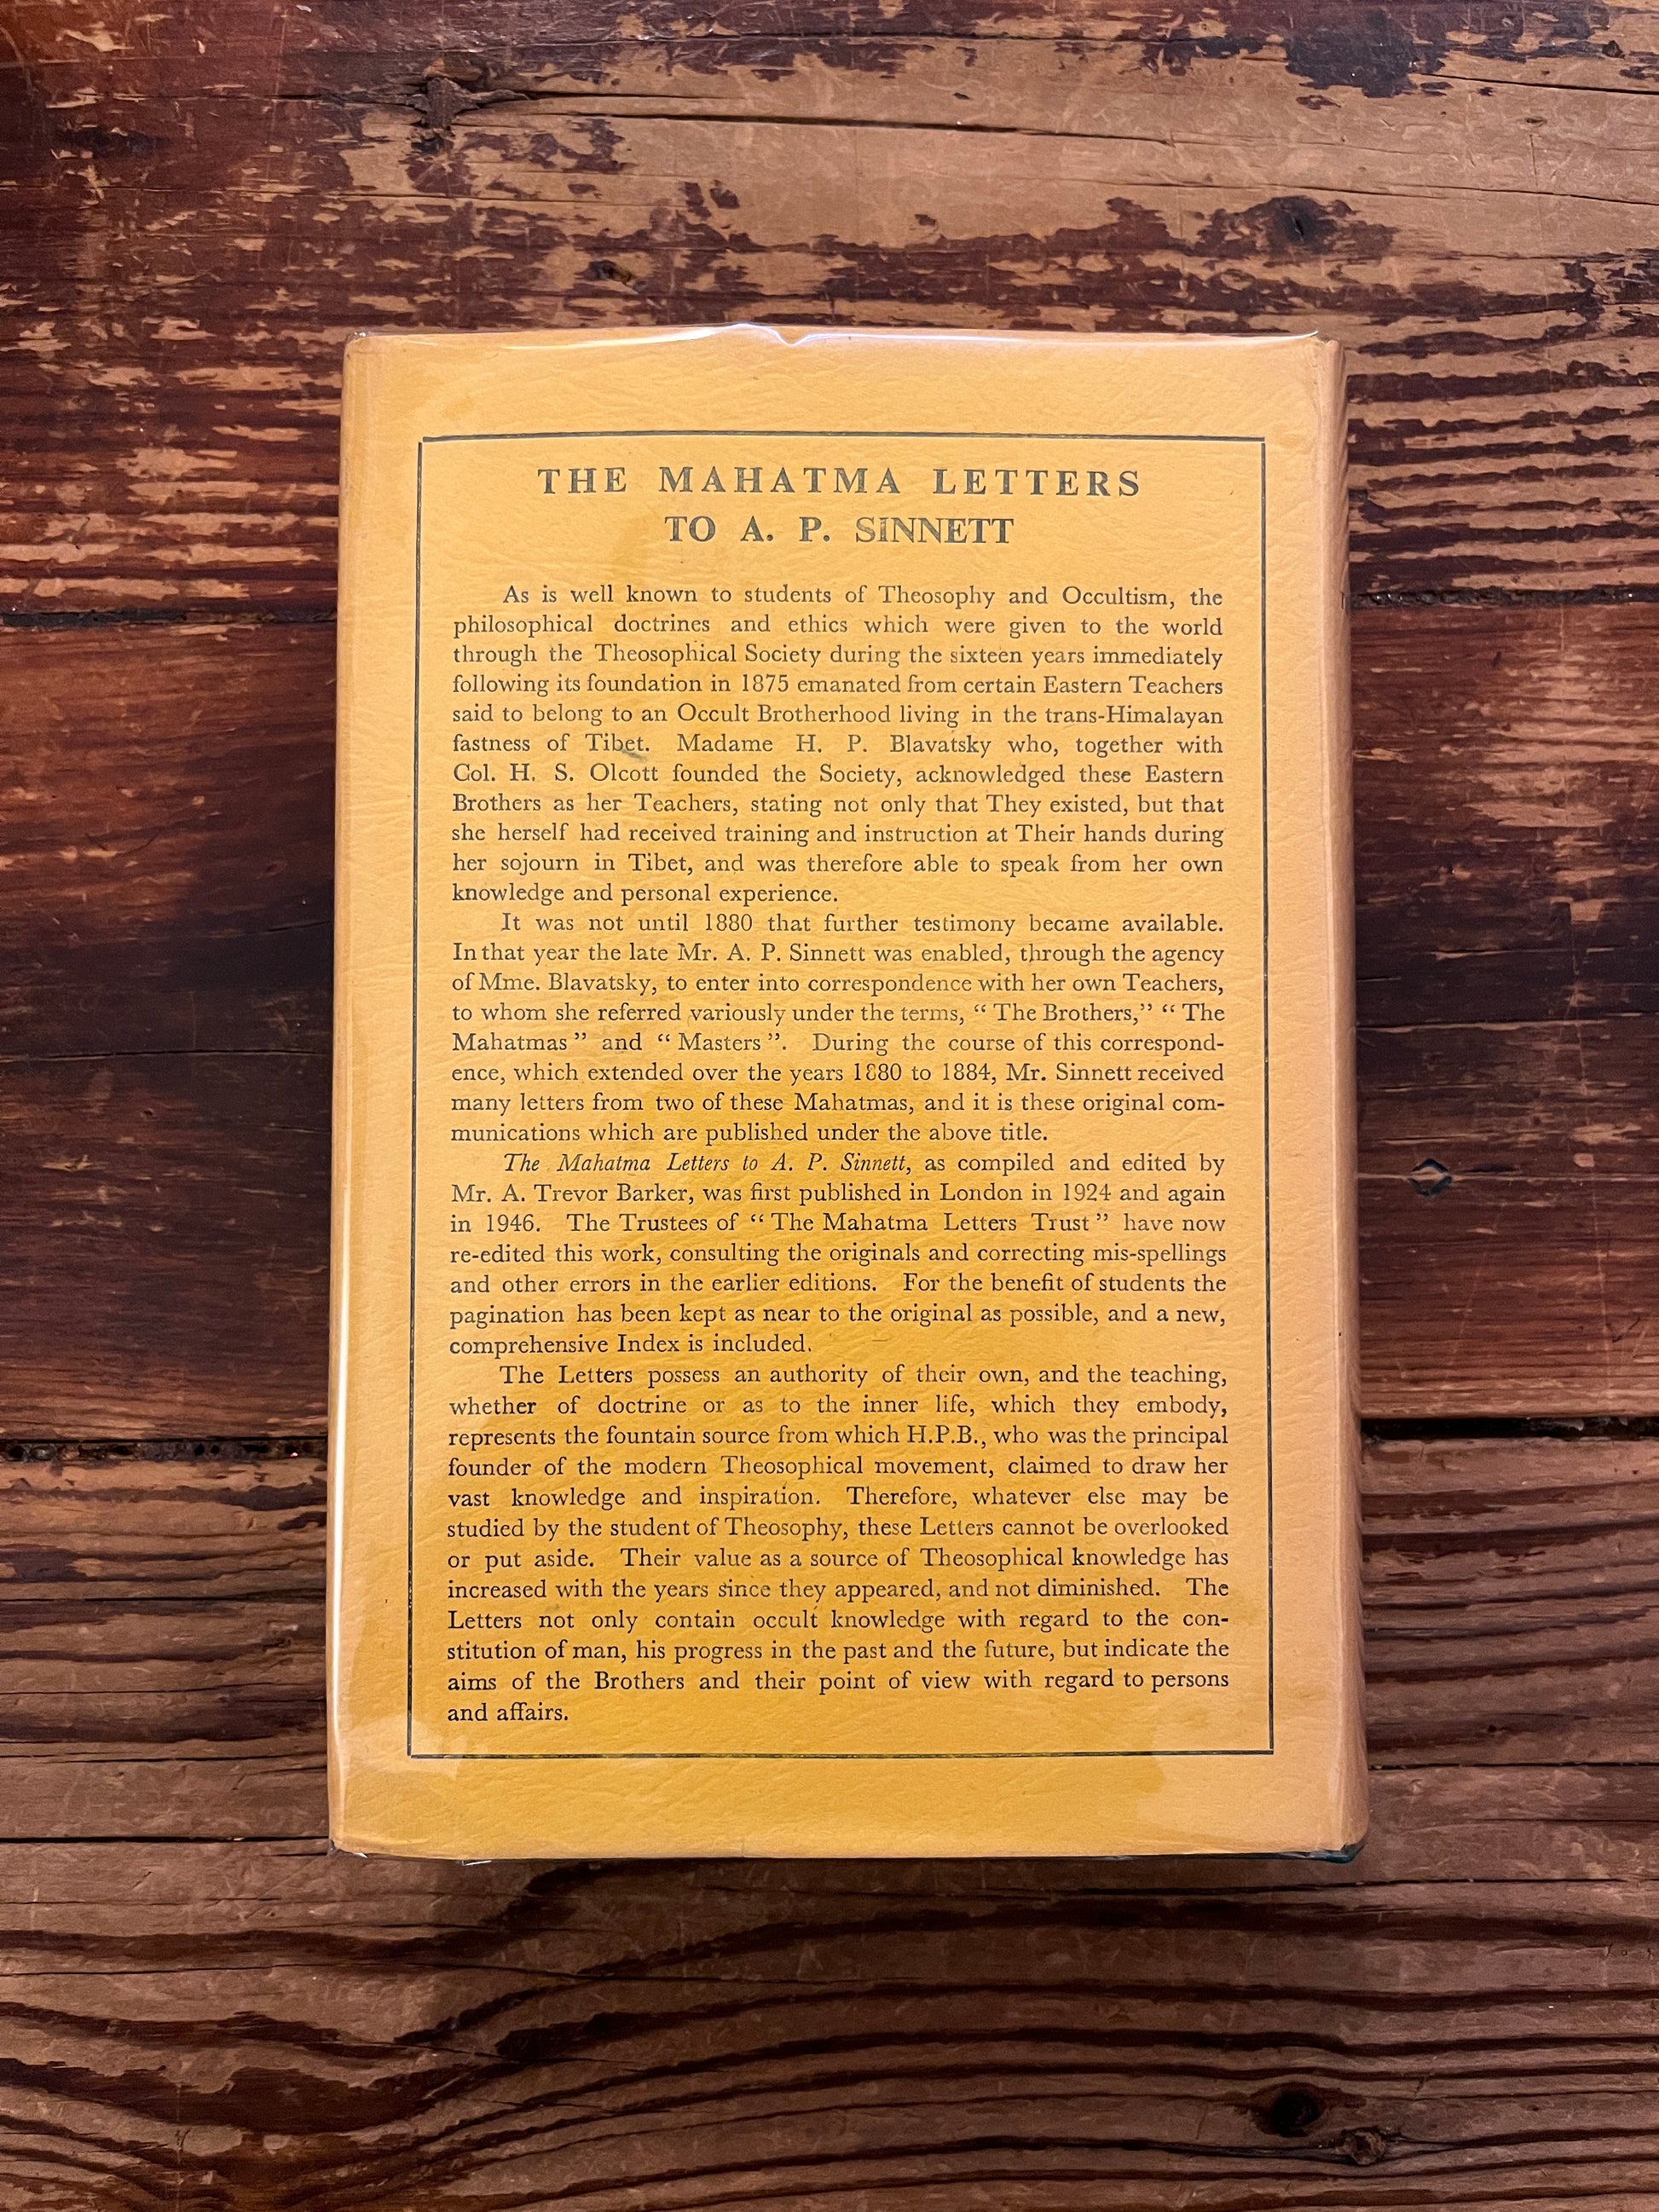 THE MAHATMA LETTERS
TO A. P. SINNETT
As is well known to students of Theosophy and Occultism, the
philosophical doctrines and ethics which were given to the world
through the Theosophical Society during the sixteen years immediately
following its foundation in 1875 emanated from certain Eastern Teachers
said to belong to an Occult Brotherhood living in the trans-Himalayan
fastness of Tibet. Madame H. P. Blavatsky who, together with
Col. H. S. Olcott founded the Society, acknowledged these Eastern
Brothers as her Teachers, stating not only that They existed, but that
she herself had received training and instruction at Their hands during
her sojourn in Tibet, and was therefore able to speak from her own
knowledge and personal experience.
It was not until 1880 that further testimony became available.
In that year the late Mr. A. P. Sinnett was enabled, through the agency
of Mme. Blavatsky, to enter into correspondence with her own Teachers,
to whom she referred variously under the terms, “ The Brothers,” “ The
Mahatmas ” and “ Masters ”. During the course of this correspond-
ence, which extended over the years 1880 to 1884, Mr. Sinnett received
many letters from two of these Mahatmas, and it is these original com-
munications which are published under the above title.
The Mahatma Letters to A. P. Sinnett, as compiled and edited by
Mr. A. Trevor Barker, was first published in London in 1924 and again
in 1946. The Trustees of “ The Mahatma Letters Trust ” have now
re-edited this work, consulting the originals and correcting mis-spellings
and other errors in the earlier editions. For the benefit of students the
pagination has been kept as near to the original as possible, and a new,
comprehensive Index is included.
The Letters possess an authority of their own, and the teaching,
whether of doctrine or as to the inner life, which they embody,
represents the fountain source from which H.P.B., who was the principal
founder of the modern Theosophical movement, claimed to draw her
vast knowledge and inspiration. Therefore, whatever else may be
studied by the student of Theosophy, these Letters cannot be overlooked
or put aside. Their value as a source of Theosophical knowledge has
increased with the years since they appeared, and not diminished. The
Letters not only contain occult knowledge with regard to the con-
stitution of man, his progress in the past and the future, but indicate the
aims of the Brothers and their point of view with regard to persons
and affairs.